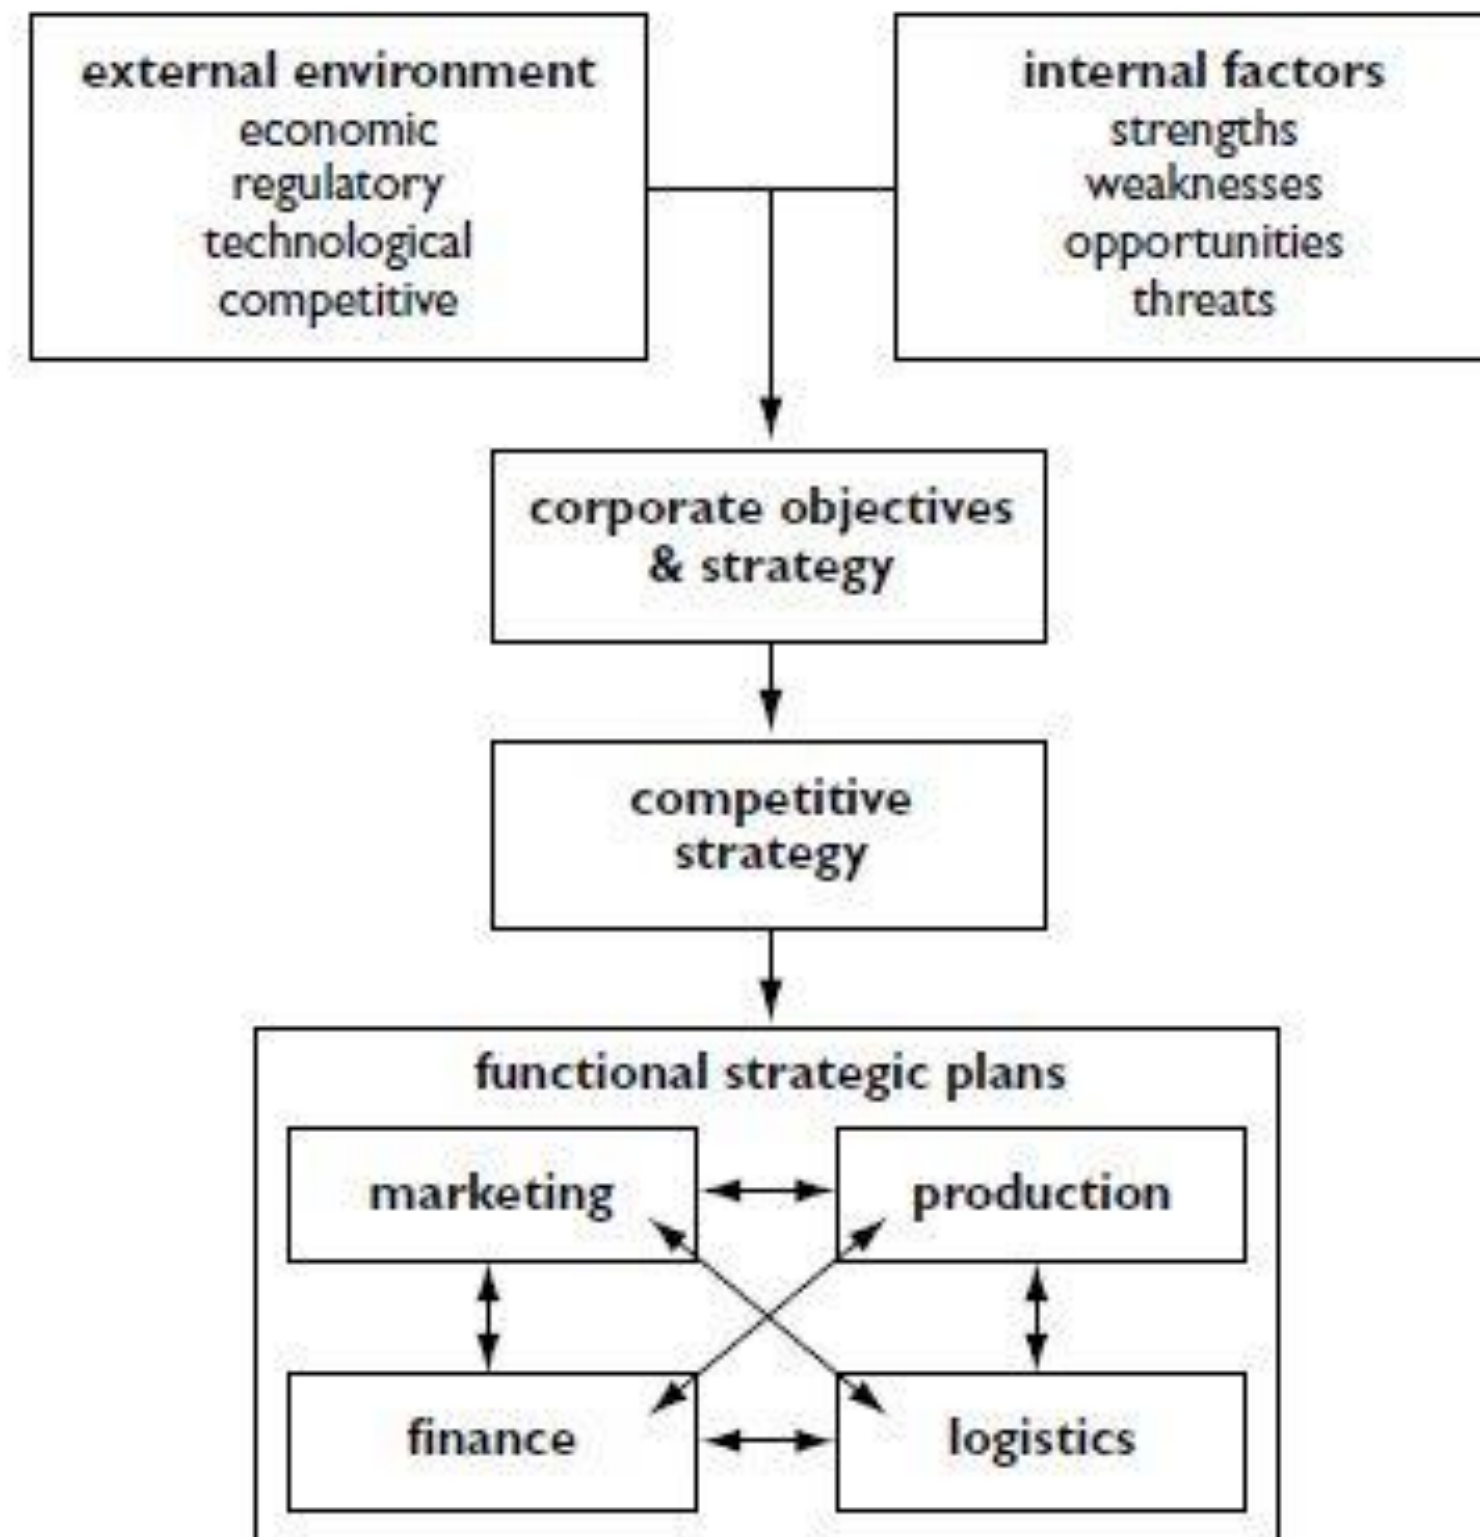 external environment
economic
regulatory
technological
competitive
internal factors
strengths
weaknesses
opportunities
threats
corporate objectives
& strategy
competitive
strategy
functional strategic plans
marketing
production
finance
logistics